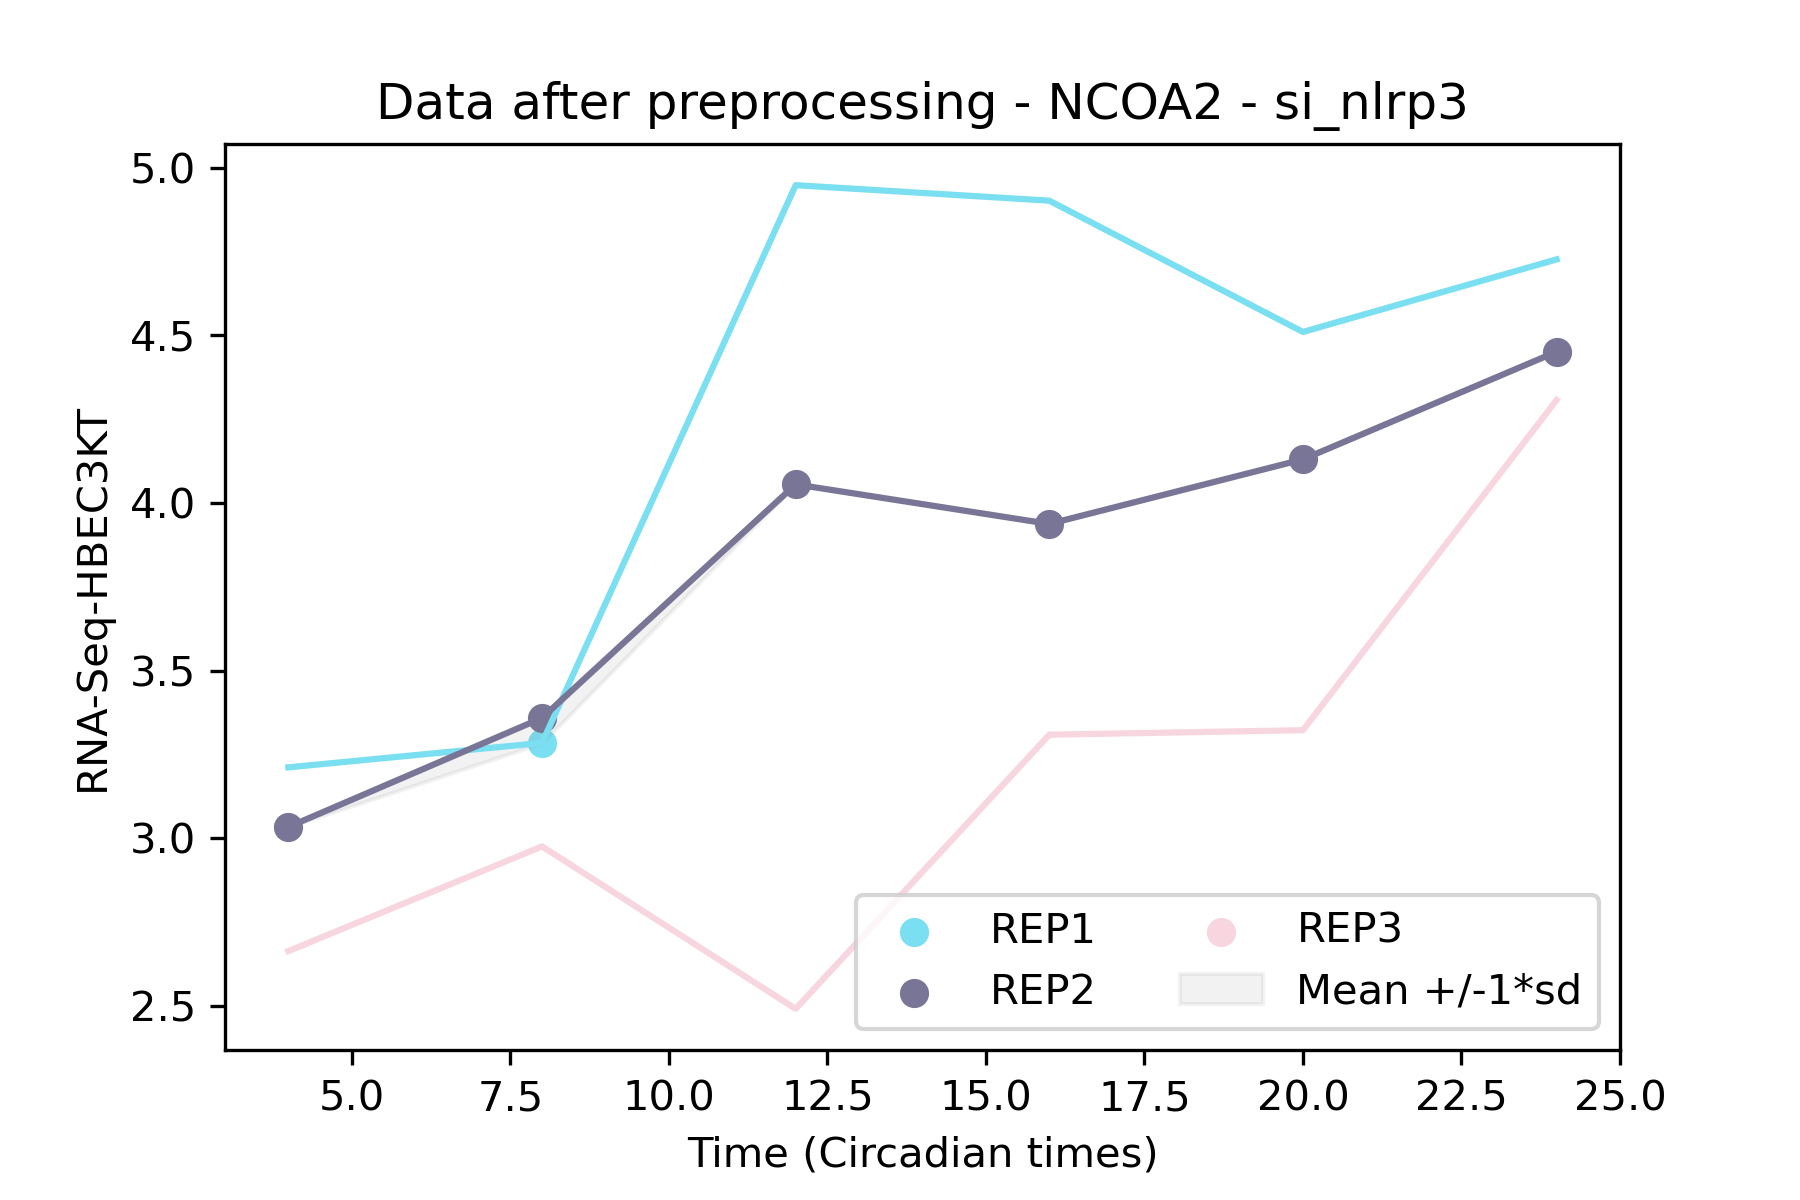 Data after preprocessing - NCOA2 - si_nlrp3
RNA-Seq-HBEC3KT
5.0
4.5
4.0
3.5
3.0
2.5
REP1
REP2
REP3
Mean +/-1*sd
5.0 7.5 10.0 12.5 15.0 17.5 20.0 22.5 25.0
Time (Circadian times)